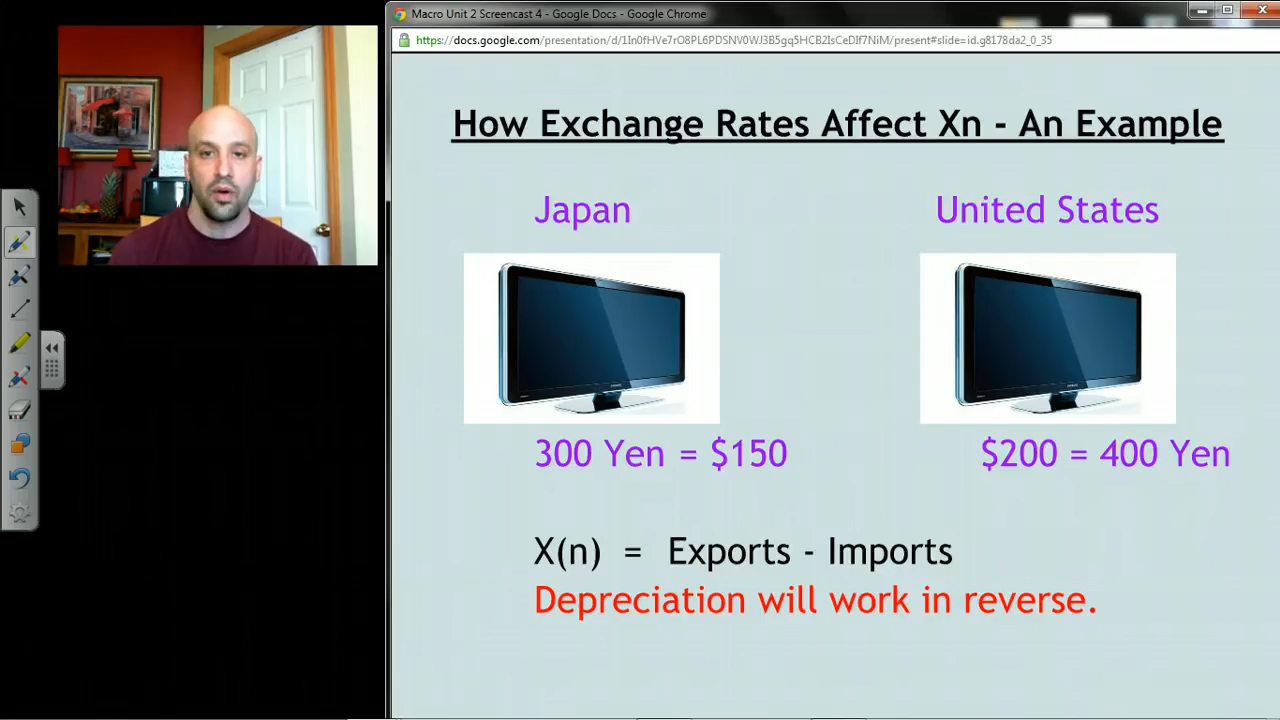 Macro Unit 2 Screencast 4 - Google Docs - Google Chrome
https://docs.google.com/presentation/d/1In0fHVe7rO8PL6PDSNV0WJ3B5gq5HCB2IsCeDIf7NiM/present#slide=id.g8178da2_0_35
How Exchange Rates Affect Xn - An Example
Japan
United States
300 Yen = $150
$200 = 400 Yen
X(n) = Exports - Imports
Depreciation will work in reverse.